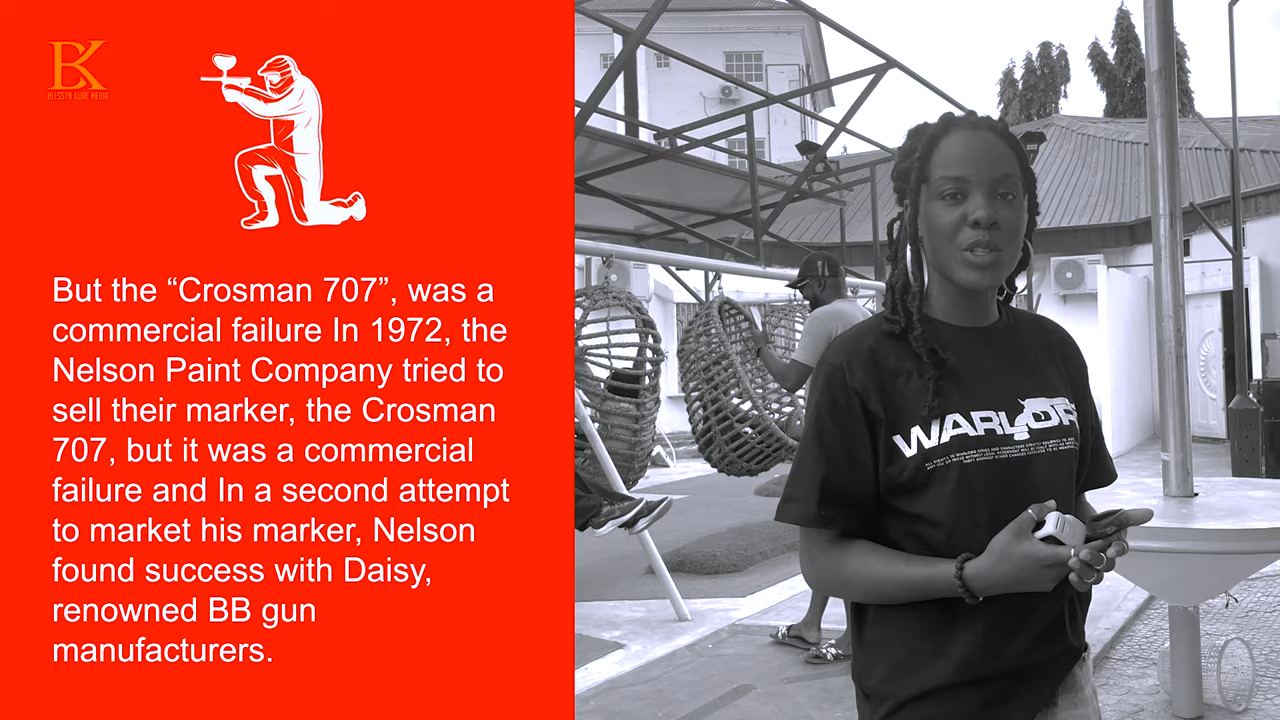 BK
BLESSYN KORE MEDIA
But the “Crosman 707”, was a
commercial failure In 1972, the
Nelson Paint Company tried to
sell their marker, the Crosman
707, but it was a commercial
failure and In a second attempt
to market his marker, Nelson
found success with Daisy,
renowned BB gun
manufacturers.
WARLOR